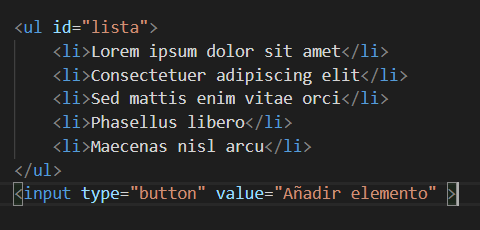 <ul id="lista">
<li>Lorem ipsum dolor sit amet</li>
<li>Consectetuer adipiscing elit</li>
<li>Sed mattis enim vitae orci</li>
<li>Phasellus libero</li>
<li>Maecenas nisl arcu</li>
</ul>
<input type="button" value="Añadir elemento" >